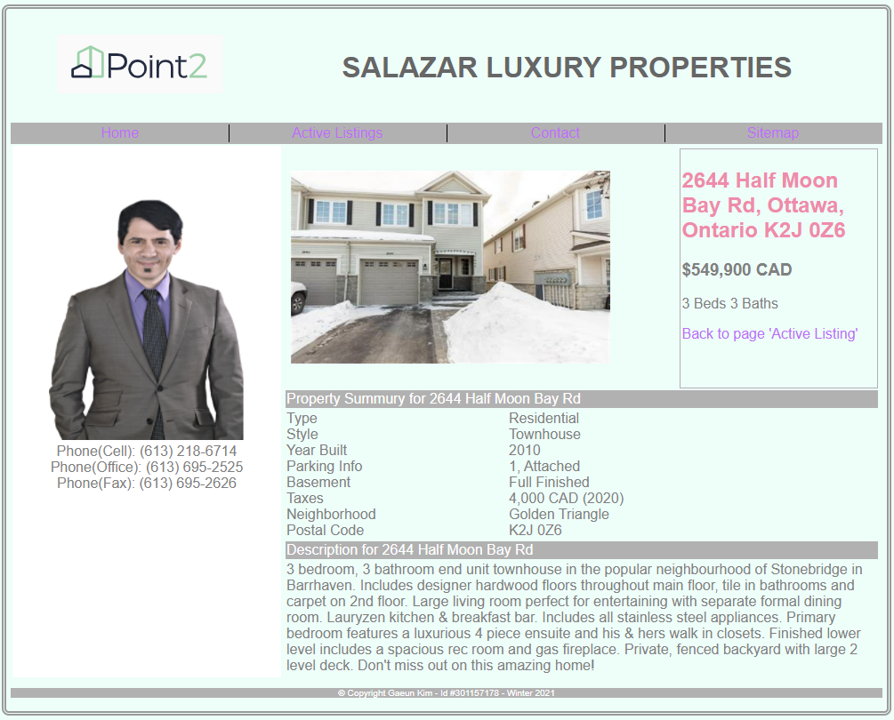 Point2
SALAZAR LUXURY PROPERTIES
Home
Active Listings
Contact
Sitemap
2644 Half Moon
Bay Rd, Ottawa,
Ontario K2J 0Z6
$549,900 CAD
3 Beds 3 Baths
Back to page 'Active Listing'
Phone(Cell): (613) 218-6714
Phone(Office): (613) 695-2525
Phone(Fax): (613) 695-2626
Property Summury for 2644 Half Moon Bay Rd
Type Residential
Style Townhouse
Year Built 2010
Parking Info 1, Attached
Basement Full Finished
Taxes 4,000 CAD (2020)
Neighborhood Golden Triangle
Postal Code K2J 0Z6
Description for 2644 Half Moon Bay Rd
3 bedroom, 3 bathroom end unit townhouse in the popular neighbourhood of Stonebridge in
Barrhaven. Includes designer hardwood floors throughout main floor, tile in bathrooms and
carpet on 2nd floor. Large living room perfect for entertaining with separate formal dining
room. Lauryzen kitchen & breakfast bar. Includes all stainless steel appliances. Primary
bedroom features a luxurious 4 piece ensuite and his & hers walk in closets. Finished lower
level includes a spacious rec room and gas fireplace. Private, fenced backyard with large 2
level deck. Don't miss out on this amazing home!
© Copyright Gaeun Kim - Id #301157178 - Winter 2021